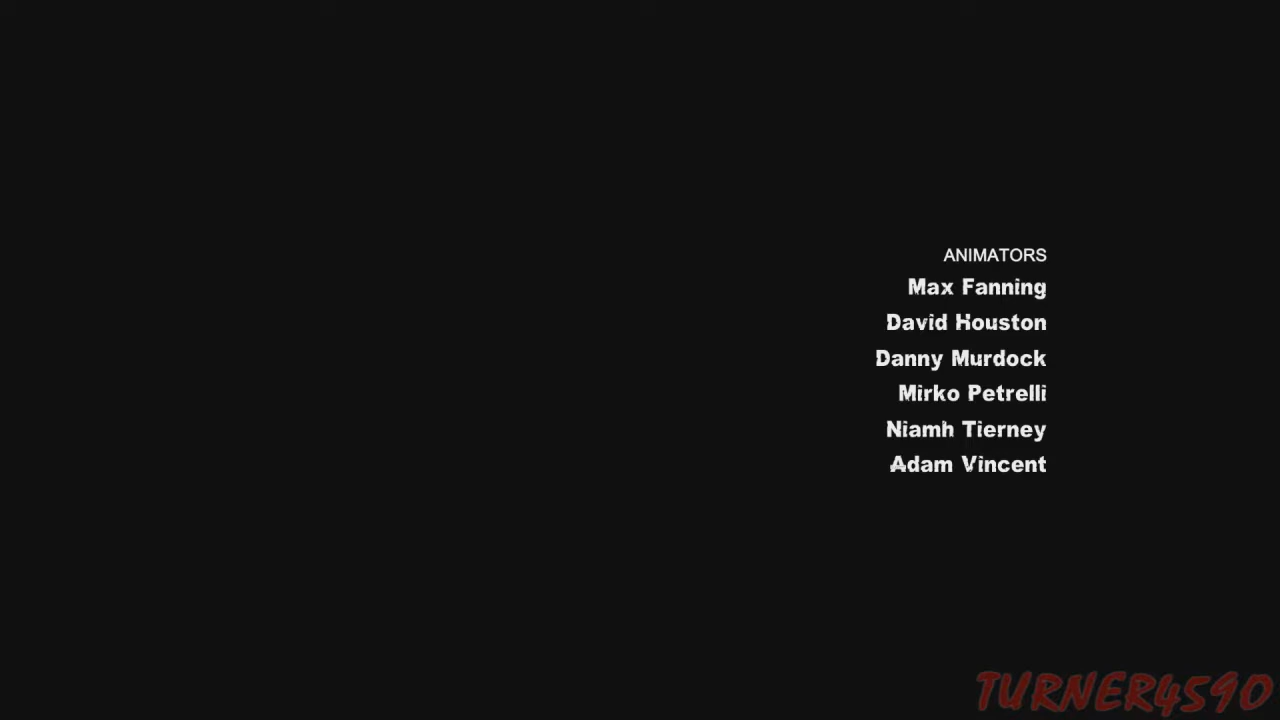 ANIMATORS
Max Fanning
David Houston
Danny Murdock
Mirko Petrelli
Niamh Tierney
Adam Vincent
TURNER4590